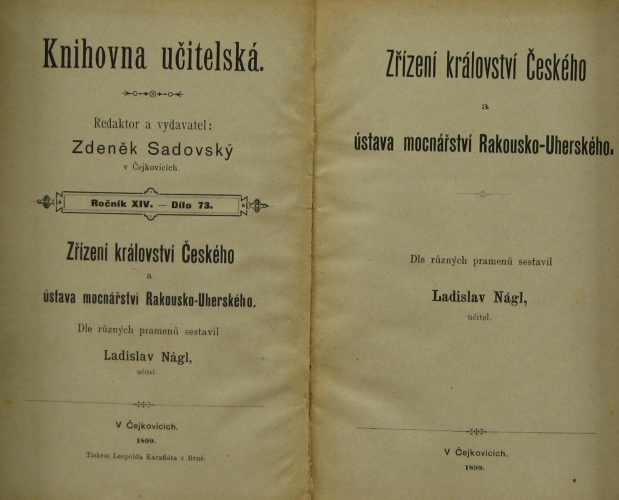 Knihovna učitelská.
Redaktor a vydavatel:
Zdeněk Sadovský
v Čejkovicích.
Ročník XIV. — Dílo 73.
Zřízení království Českého
a
ústava mocnářství Rakousko-Uherského.
Dle různých pramenů sestavil
Ladislav Nágl,
učitel.
V Čejkovicích.
1899.
Tiskem Leopolda Karafiáta v Brně.
Zřízení království Českého
a
ústava mocnářství Rakousko-Uherského.
Dle různých pramenů sestavil
Ladislav Nágl,
učitel.
V Čejkovicích.
1899.